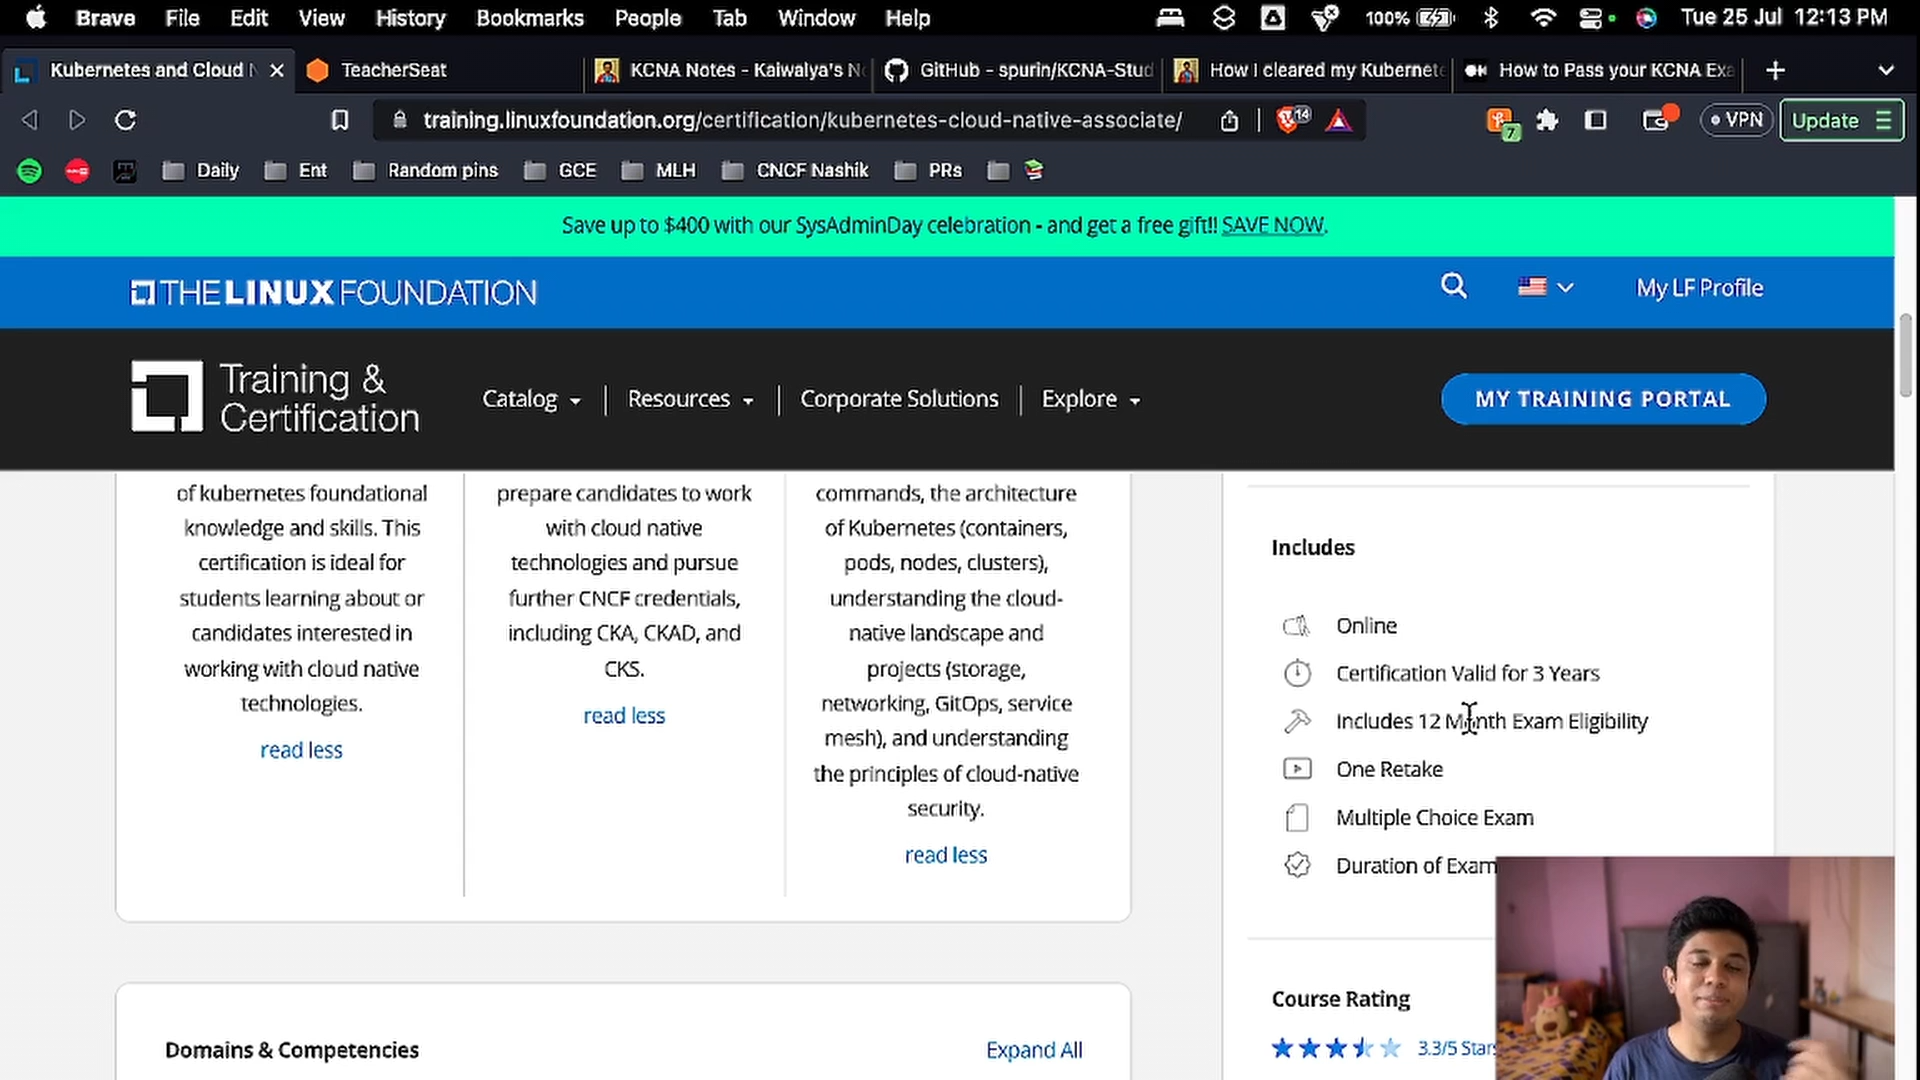 Brave File Edit View History Bookmarks People Tab Window Help 100% Tue 25 Jul 12:13 PM
Kubernetes and Cloud TeacherSeat KCNA Notes - Kaiwalya's N GitHub - spurin/KCNA-Stud How I cleared my Kubernete How to Pass your KCNA Exa
training.linuxfoundation.org/certification/kubernetes-cloud-native-associate/ 14 7 VPN Update
Daily Ent Random pins GCE MLH CNCF Nashik PRs
Save up to $400 with our SysAdminDay celebration - and get a free gift!! SAVE NOW.
THE LINUX FOUNDATION My LF Profile
Training &
Certification
Catalog Resources Corporate Solutions Explore MY TRAINING PORTAL
of kubernetes foundational
knowledge and skills. This
certification is ideal for
students learning about or
candidates interested in
working with cloud native
technologies.
read less
prepare candidates to work
with cloud native
technologies and pursue
further CNCF credentials,
including CKA, CKAD, and
CKS.
read less
commands, the architecture
of Kubernetes (containers,
pods, nodes, clusters),
understanding the cloud-
native landscape and
projects (storage,
networking, GitOps, service
mesh), and understanding
the principles of cloud-native
security.
read less
Includes
Online
Certification Valid for 3 Years
Includes 12 Month Exam Eligibility
One Retake
Multiple Choice Exam
Duration of Exam
Course Rating
3.3/5 Stars
Domains & Competencies Expand All